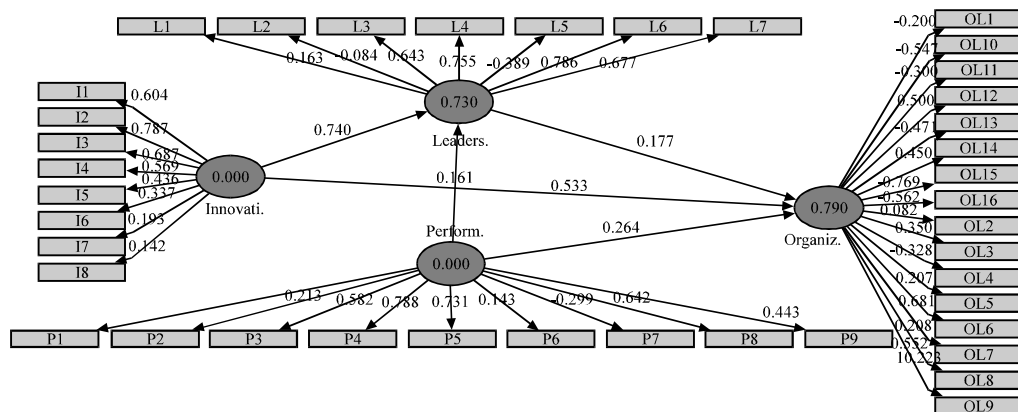 L1 L2 L3 L4 L5 L6 L7
0.163 -0.084 0.643 0.755 -0.389 0.786 0.677
0.730
Leaders.
I1
I2
I3
I4
I5
I6
I7
I8
0.604
0.787
0.687
0.569
0.436
0.337
0.193
0.142
0.000
Innovati.
0.740
0.177
0.161
0.533
0.264
Perform.
0.000
0.213 0.582 0.788 0.731 0.143 -0.299 0.642 0.443
P1 P2 P3 P4 P5 P6 P7 P8 P9
0.790
Organiz.
-0.200
-0.547
-0.300
0.500
-0.471
0.450
-0.769
-0.562
0.082
0.350
-0.328
0.207
0.681
0.208
0.552
10.223
OL1
OL10
OL11
OL12
OL13
OL14
OL15
OL16
OL2
OL3
OL4
OL5
OL6
OL7
OL8
OL9